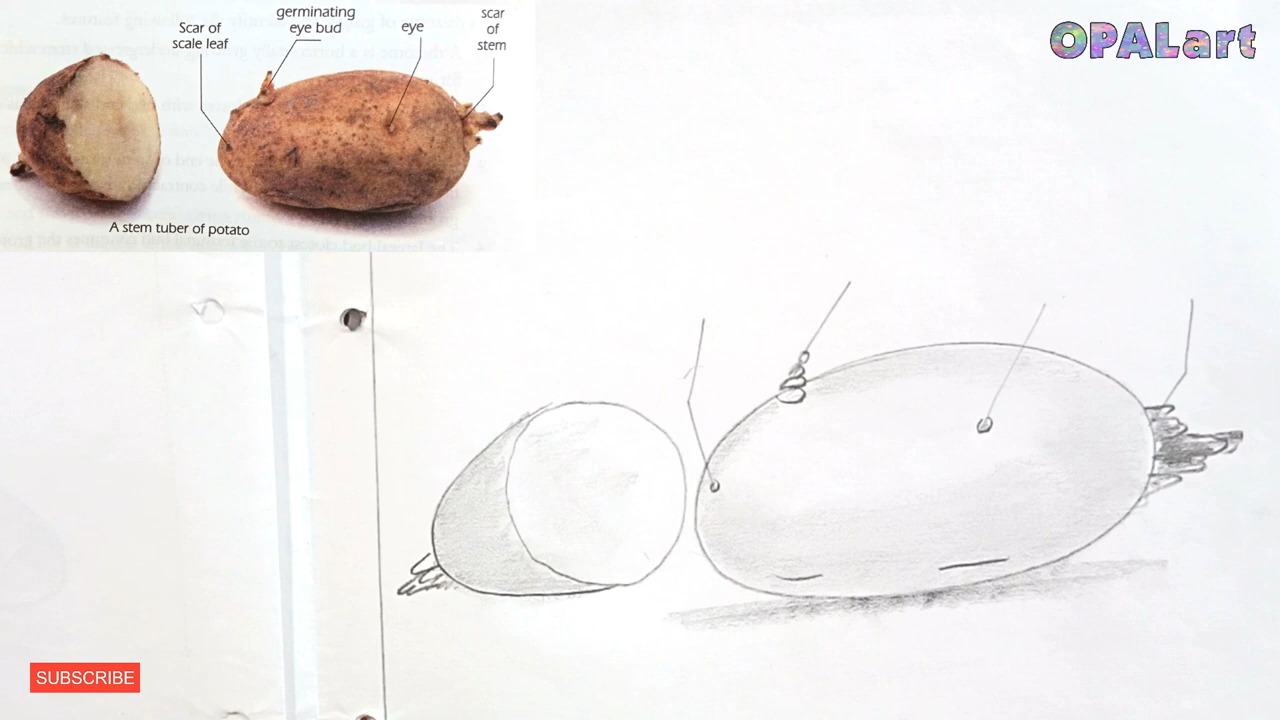 germinating
eye bud
Scar of
scale leaf
eye
scar
of
stem
A stem tuber of potato
OPALart
SUBSCRIBE